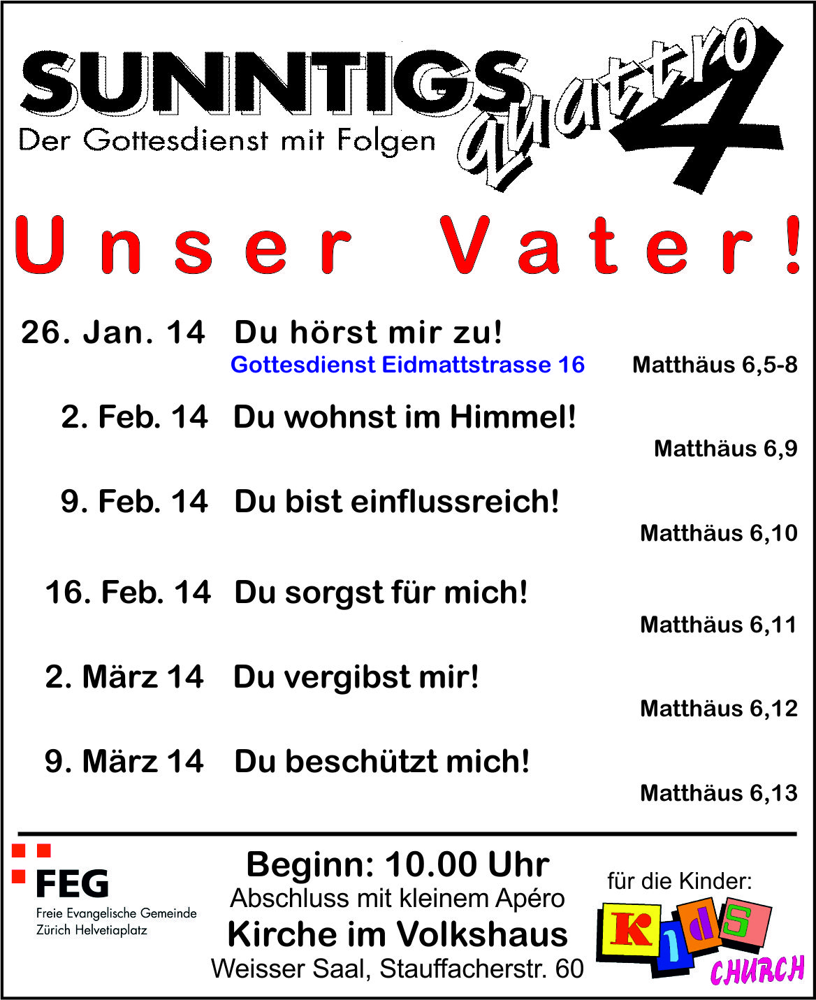 SUNNTIGS quattro 4
Der Gottesdienst mit Folgen
Unser Vater!
26. Jan. 14 Du hörst mir zu!
Gottesdienst Eidmattstrasse 16 Matthäus 6,5-8
2. Feb. 14 Du wohnst im Himmel!
Matthäus 6,9
9. Feb. 14 Du bist einflussreich!
Matthäus 6,10
16. Feb. 14 Du sorgst für mich!
Matthäus 6,11
2. März 14 Du vergibst mir!
Matthäus 6,12
9. März 14 Du beschützt mich!
Matthäus 6,13
FEG
Freie Evangelische Gemeinde
Zürich Helvetiaplatz
Beginn: 10.00 Uhr
Abschluss mit kleinem Apéro
Kirche im Volkshaus
Weisser Saal, Stauffacherstr. 60
für die Kinder:
KidS
CHURCH